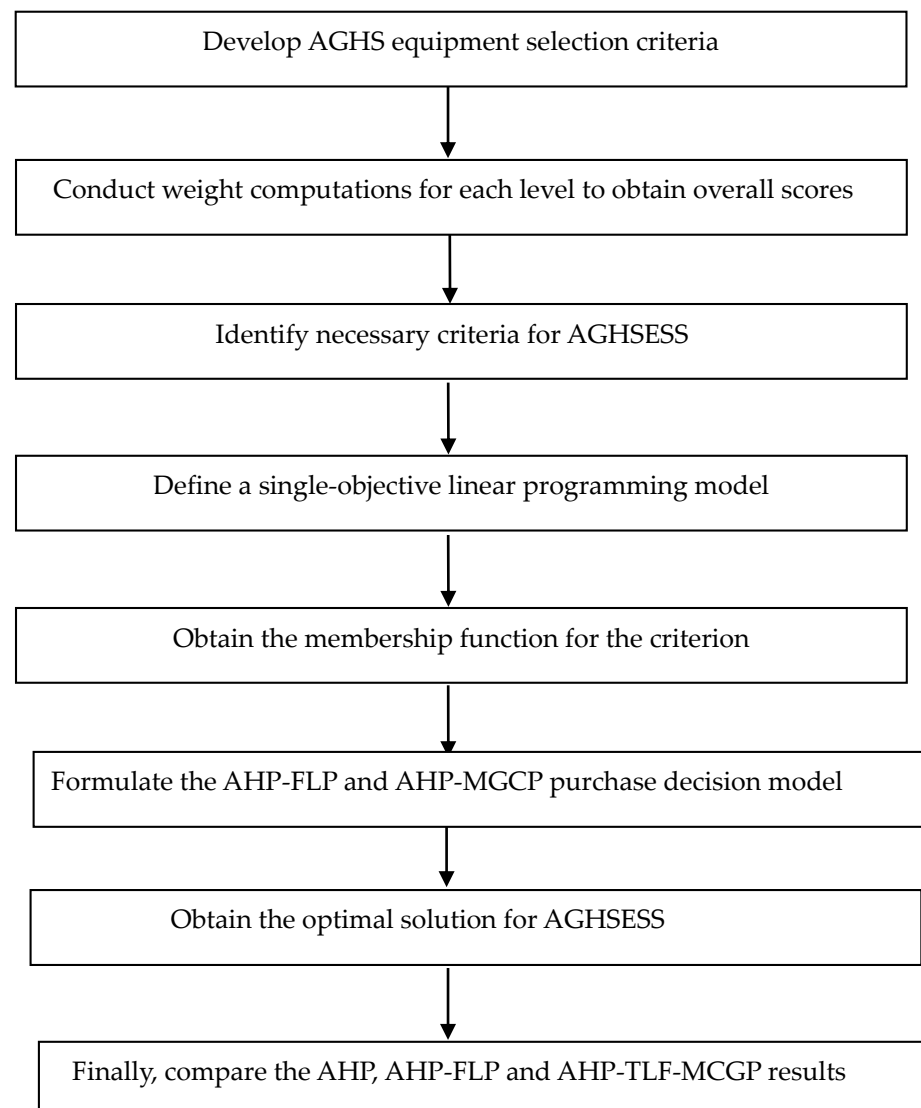 Develop AGHS equipment selection criteria
Conduct weight computations for each level to obtain overall scores
Identify necessary criteria for AGHSESS
Define a single-objective linear programming model
Obtain the membership function for the criterion
Formulate the AHP-FLP and AHP-MGCP purchase decision model
Obtain the optimal solution for AGHSESS
Finally, compare the AHP, AHP-FLP and AHP-TLF-MCGP results